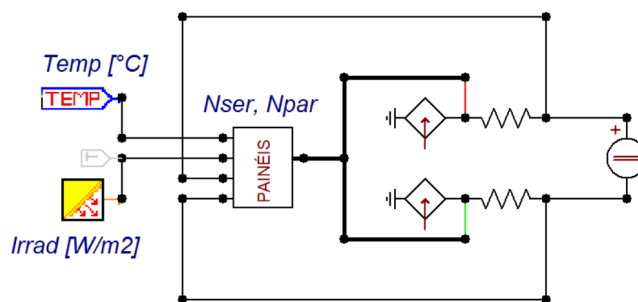 Temp [°C]
TEMP
Nser, Npar
T
PAINÉIS
+
Irrad [W/m2]